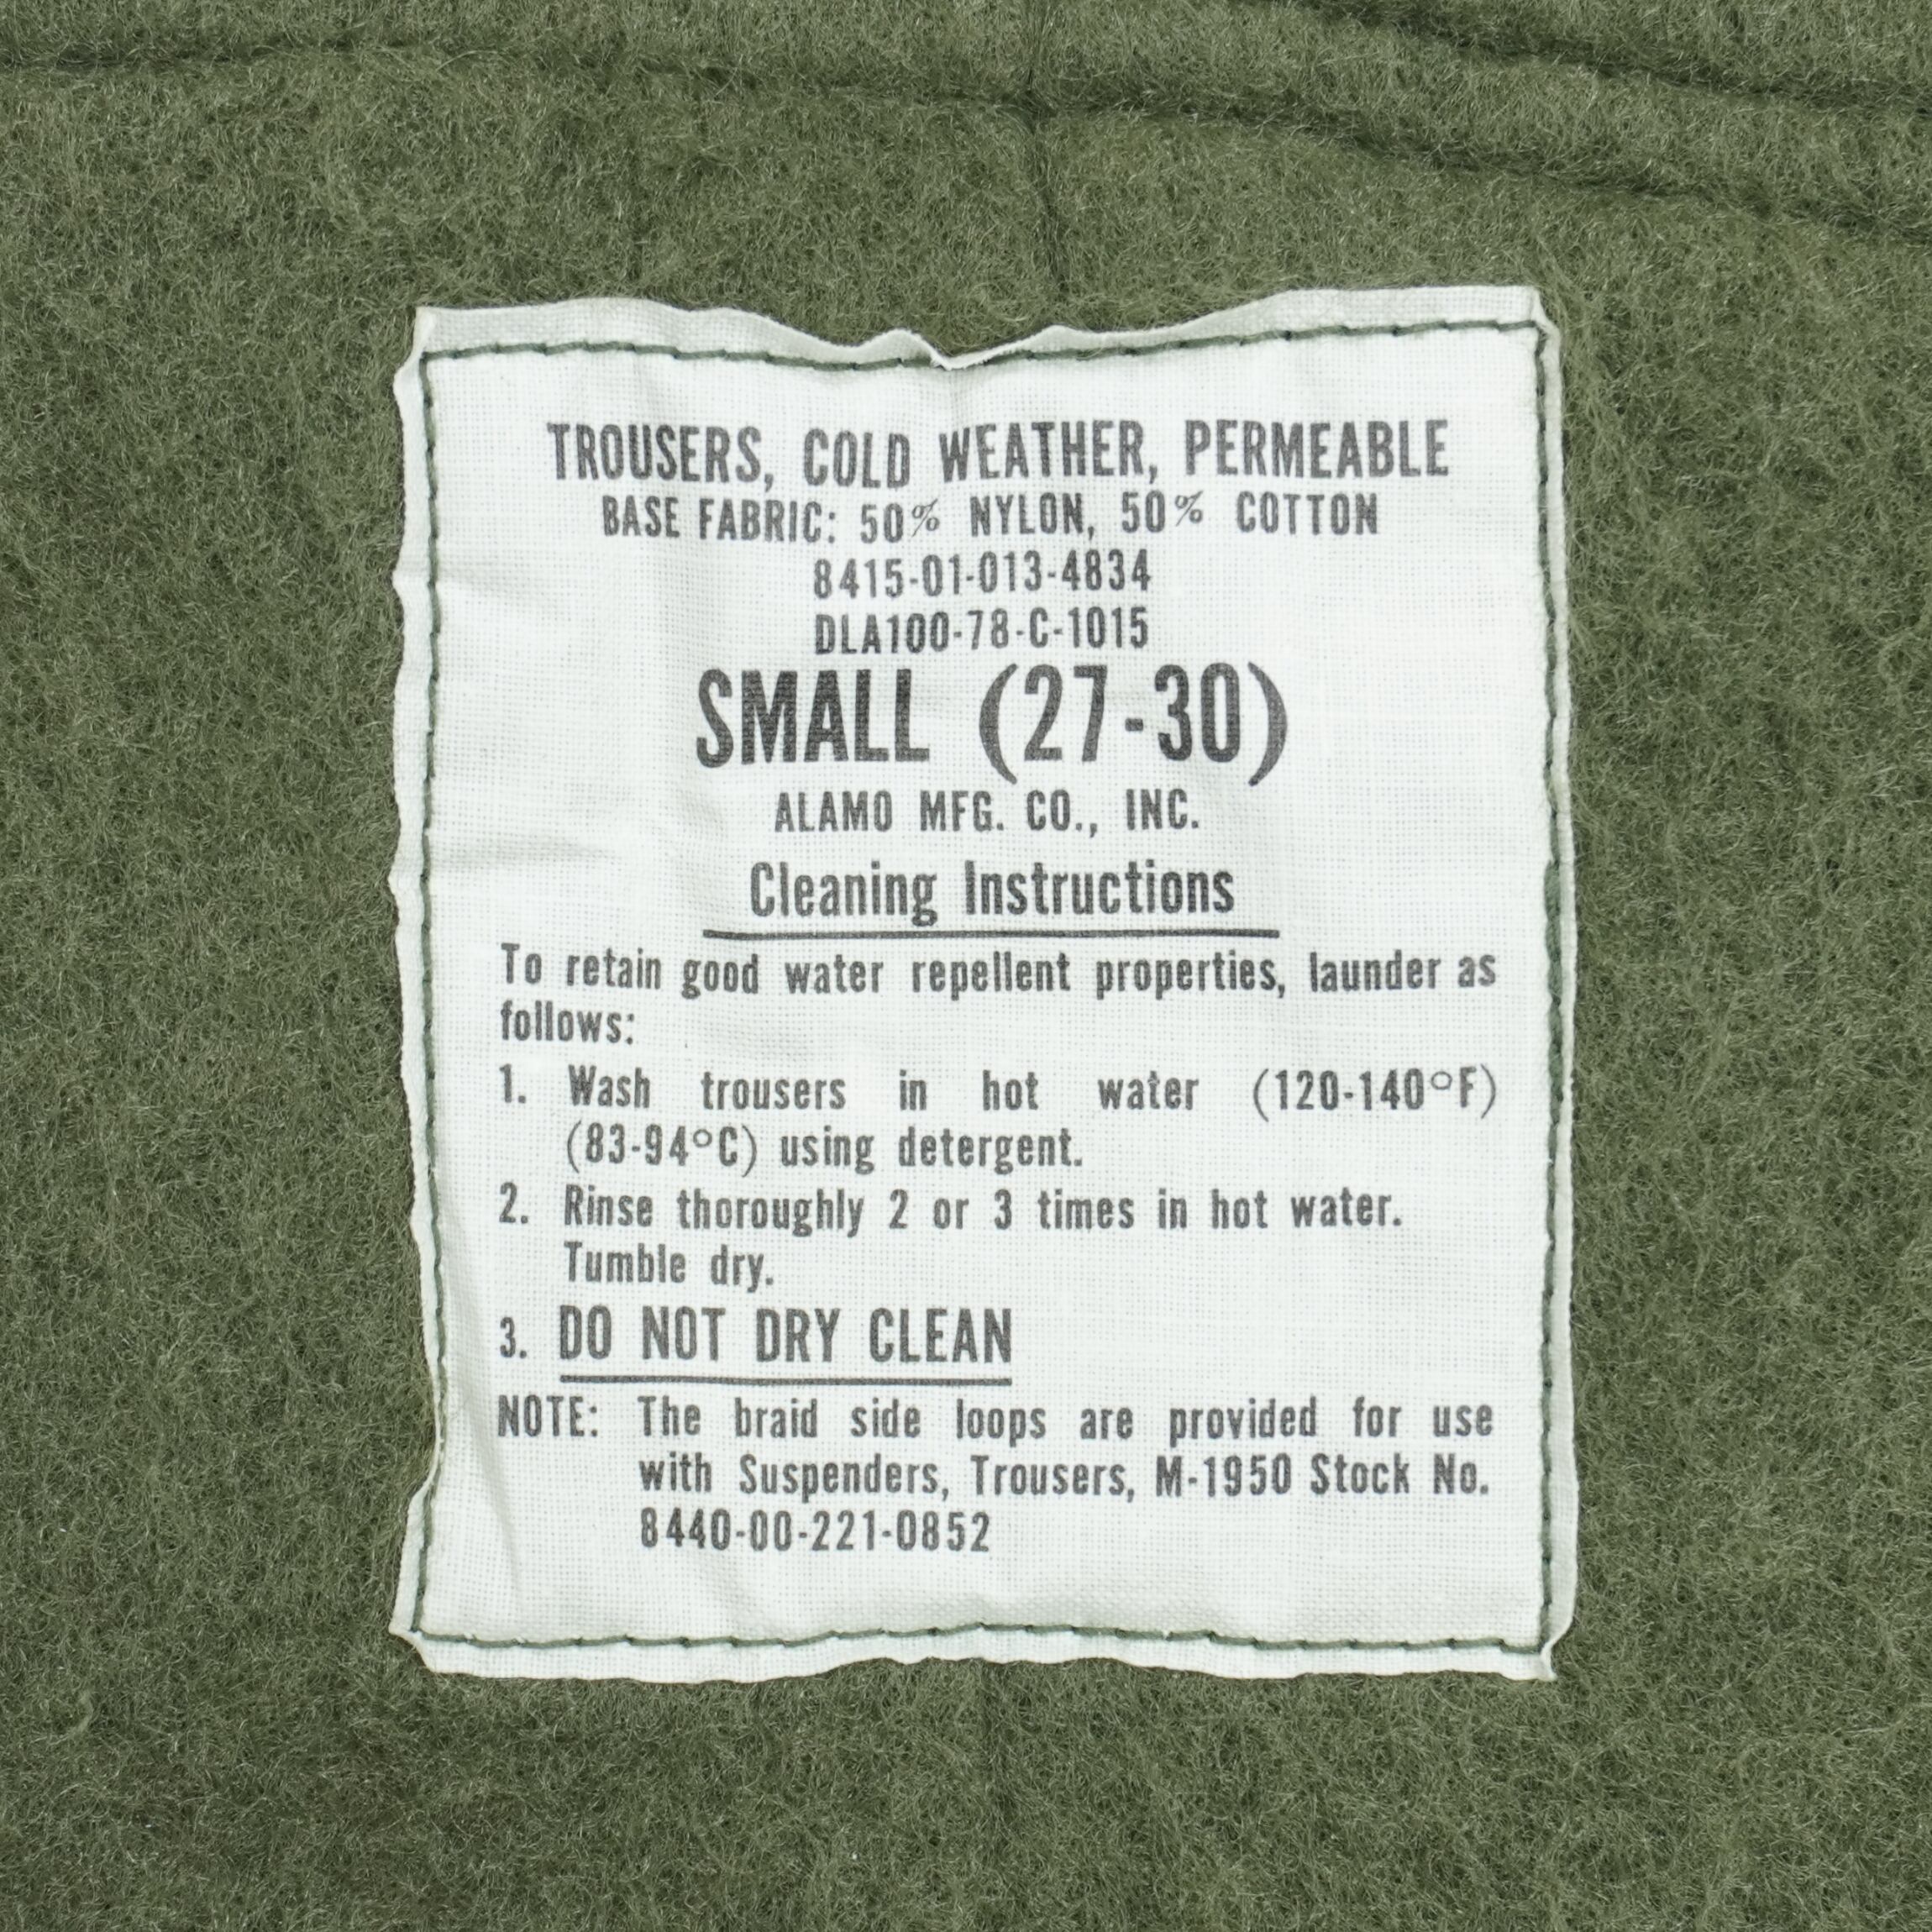 TROUSERS, COLD WEATHER, PERMEABLE
BASE FABRIC: 50% NYLON, 50% COTTON
8415-01-013-4834
DLA100-78-C-1015
SMALL (27-30)
ALAMO MFG. CO., INC.
Cleaning Instructions
To retain good water repellent properties, launder as
follows:
1. Wash trousers in hot water (120-140°F)
(83-94°C) using detergent.
2. Rinse thoroughly 2 or 3 times in hot water.
Tumble dry.
3. DO NOT DRY CLEAN
NOTE: The braid side loops are provided for use
with Suspenders, Trousers, M-1950 Stock No.
8440-00-221-0852